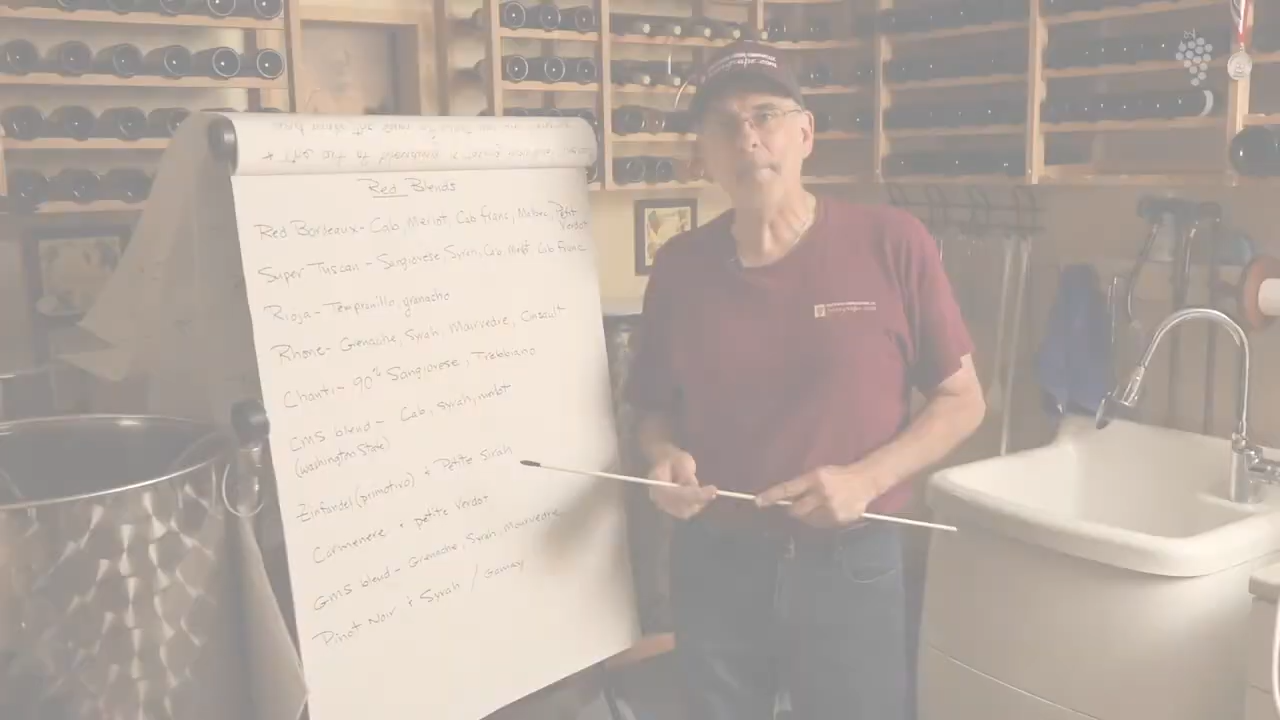 Red Blends
Red Bordeaux - Cab, Merlot, Cab Franc, Malbec, Petit
Verdot
Super Tuscan - Sangiovese, Syrah, Cab, Merlot, Cab Franc
Rioja - Tempranillo, grenache
Rhone - Grenache, Syrah, Mourvedre, Cinsault
Chianti - 90% Sangiovese, Trebbiano
CMS blend - Cab, Syrah, merlot
(Washington State)
Zinfandel (primotivo) + Petite Sirah
Carmenere + petite Verdot
GMS blend - Grenache, Syrah, Mourvedre
Pinot Noir + Syrah / Gamay